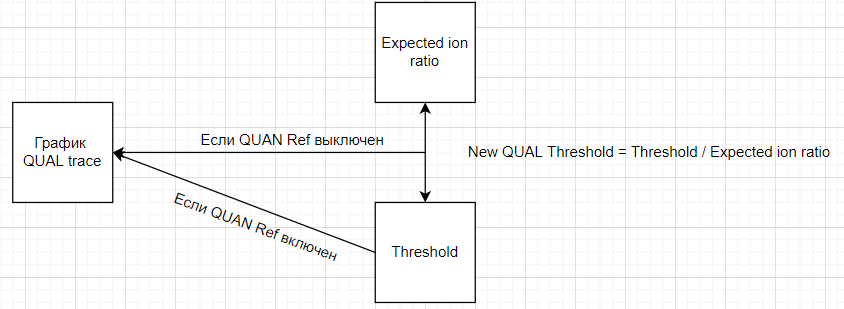 Expected ion
ratio
График
QUAL trace
Если QUAN Ref выключен
New QUAL Threshold = Threshold / Expected ion ratio
Если QUAN Ref включен
Threshold